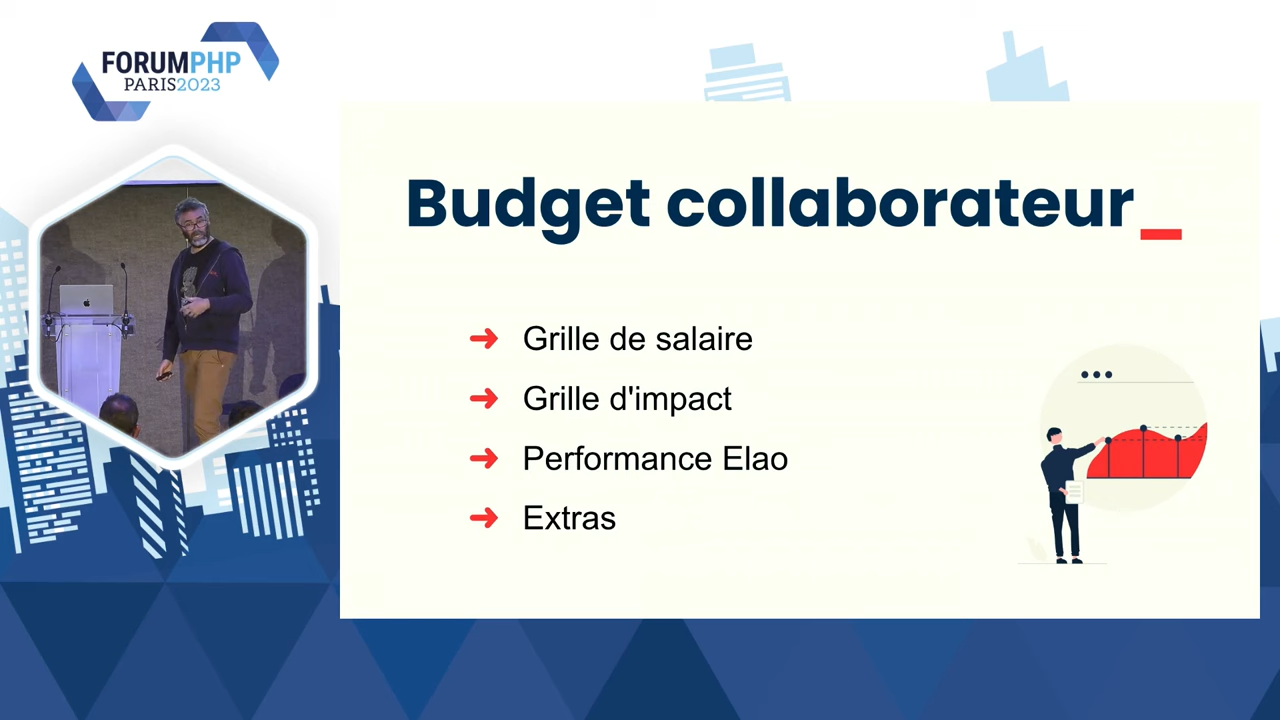 FORUMPHP
PARIS2023
Budget collaborateur_
➜ Grille de salaire
➜ Grille d'impact
➜ Performance Elao
➜ Extras